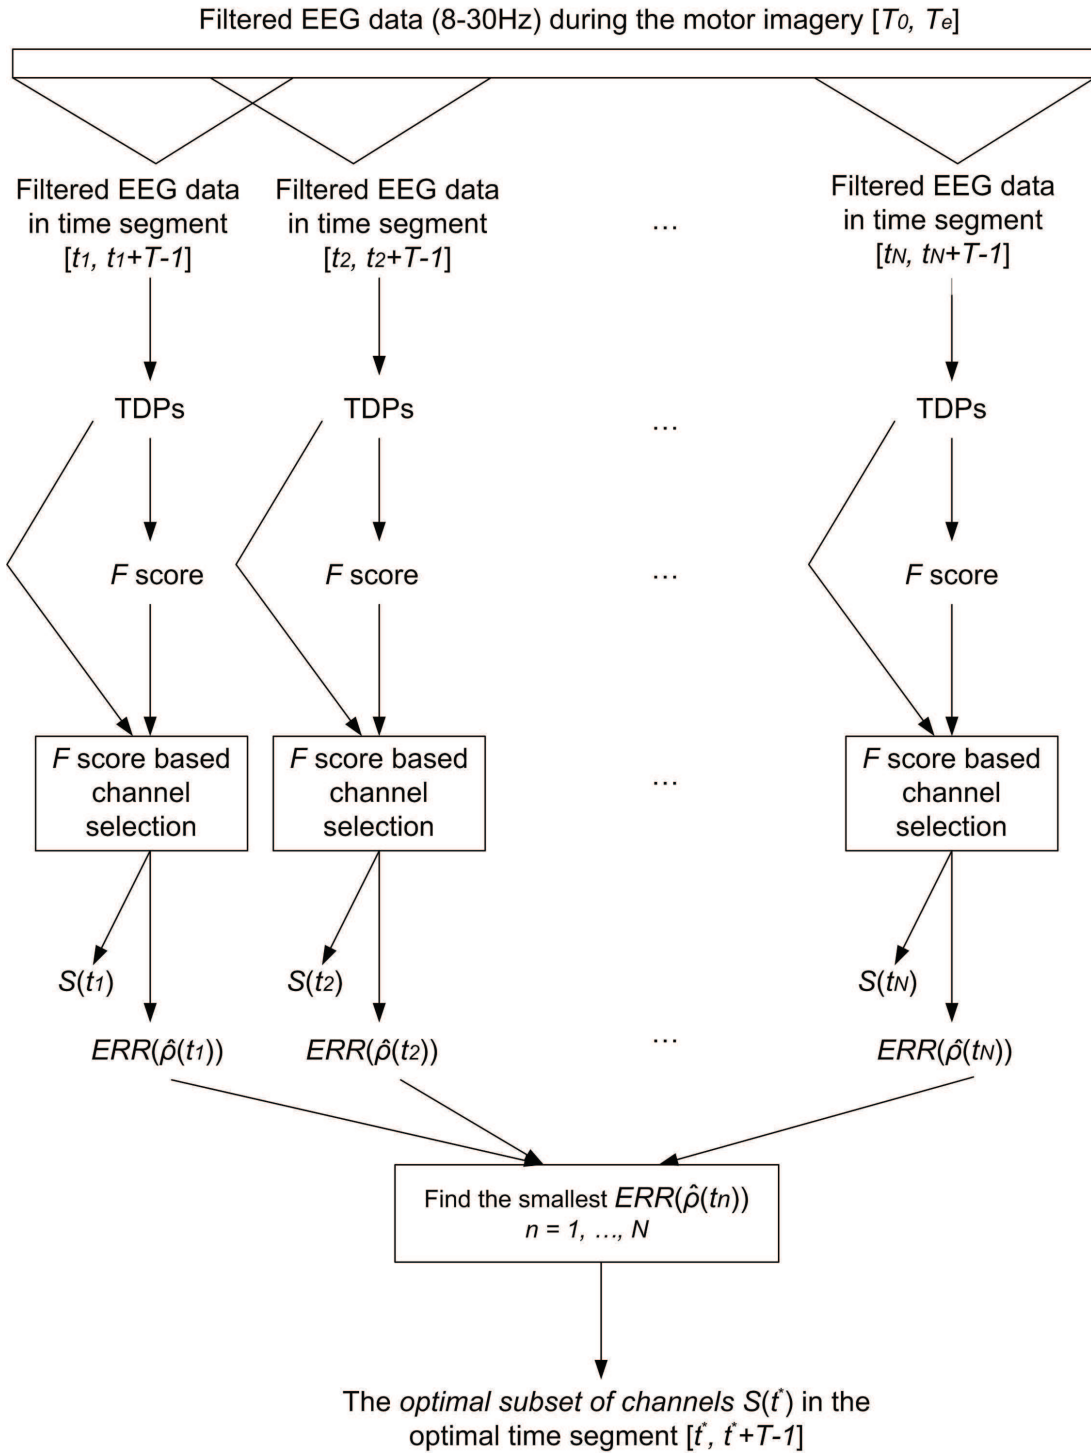 Filtered EEG data (8-30Hz) during the motor imagery [T0, Te]
Filtered EEG data
in time segment
[t1, t1+T-1]
Filtered EEG data
in time segment
[t2, t2+T-1]
...
Filtered EEG data
in time segment
[tN, tN+T-1]
TDPs
TDPs
...
TDPs
F score
F score
...
F score
F score based
channel
selection
F score based
channel
selection
...
F score based
channel
selection
S(t1)
S(t2)
S(tN)
ERR(ρ̂(t1))
ERR(ρ̂(t2))
...
ERR(ρ̂(tN))
Find the smallest ERR(ρ̂(tn))
n = 1, ..., N
The optimal subset of channels S(t*) in the
optimal time segment [t*, t*+T-1]